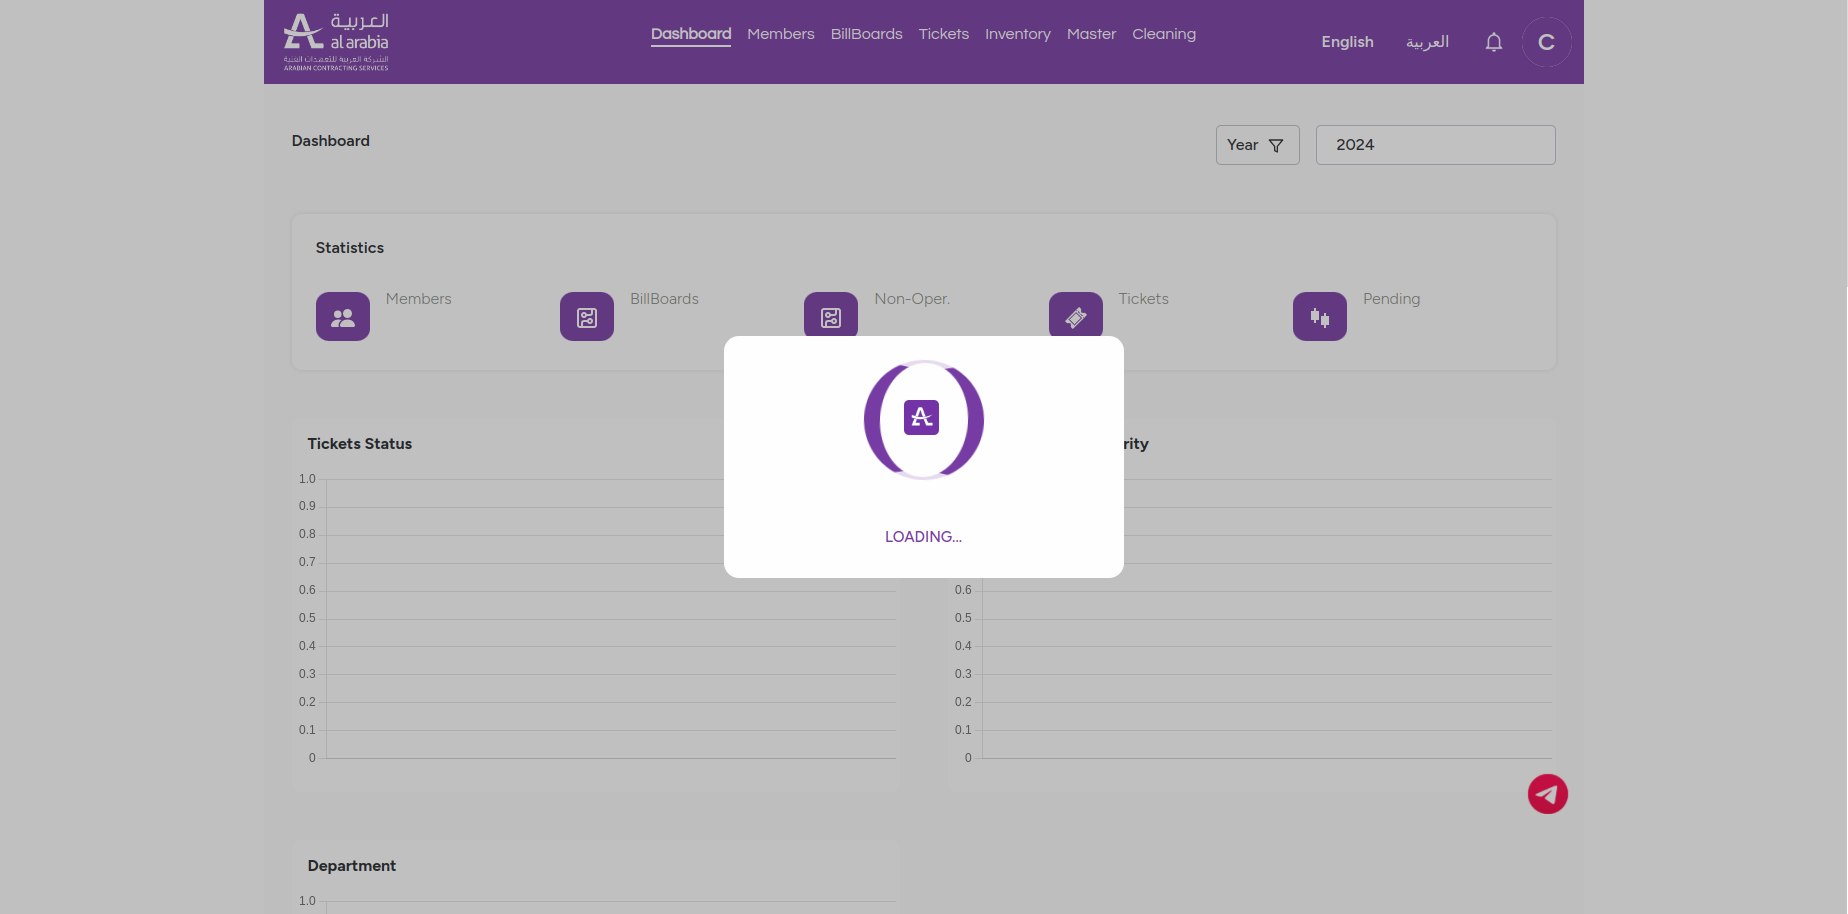 العربية
al arabia
الشركة العربية للتعهدات الفنية
ARABIAN CONTRACTING SERVICES
Dashboard
Members
BillBoards
Tickets
Inventory
Master
Cleaning
English
العربية
C
Dashboard
Year
2024
Statistics
Members
BillBoards
Non-Oper.
Tickets
Pending
LOADING...
Tickets Status
1.0
0.9
0.8
0.7
0.6
0.5
0.4
0.3
0.2
0.1
0
rity
0.6
0.5
0.4
0.3
0.2
0.1
0
Department
1.0